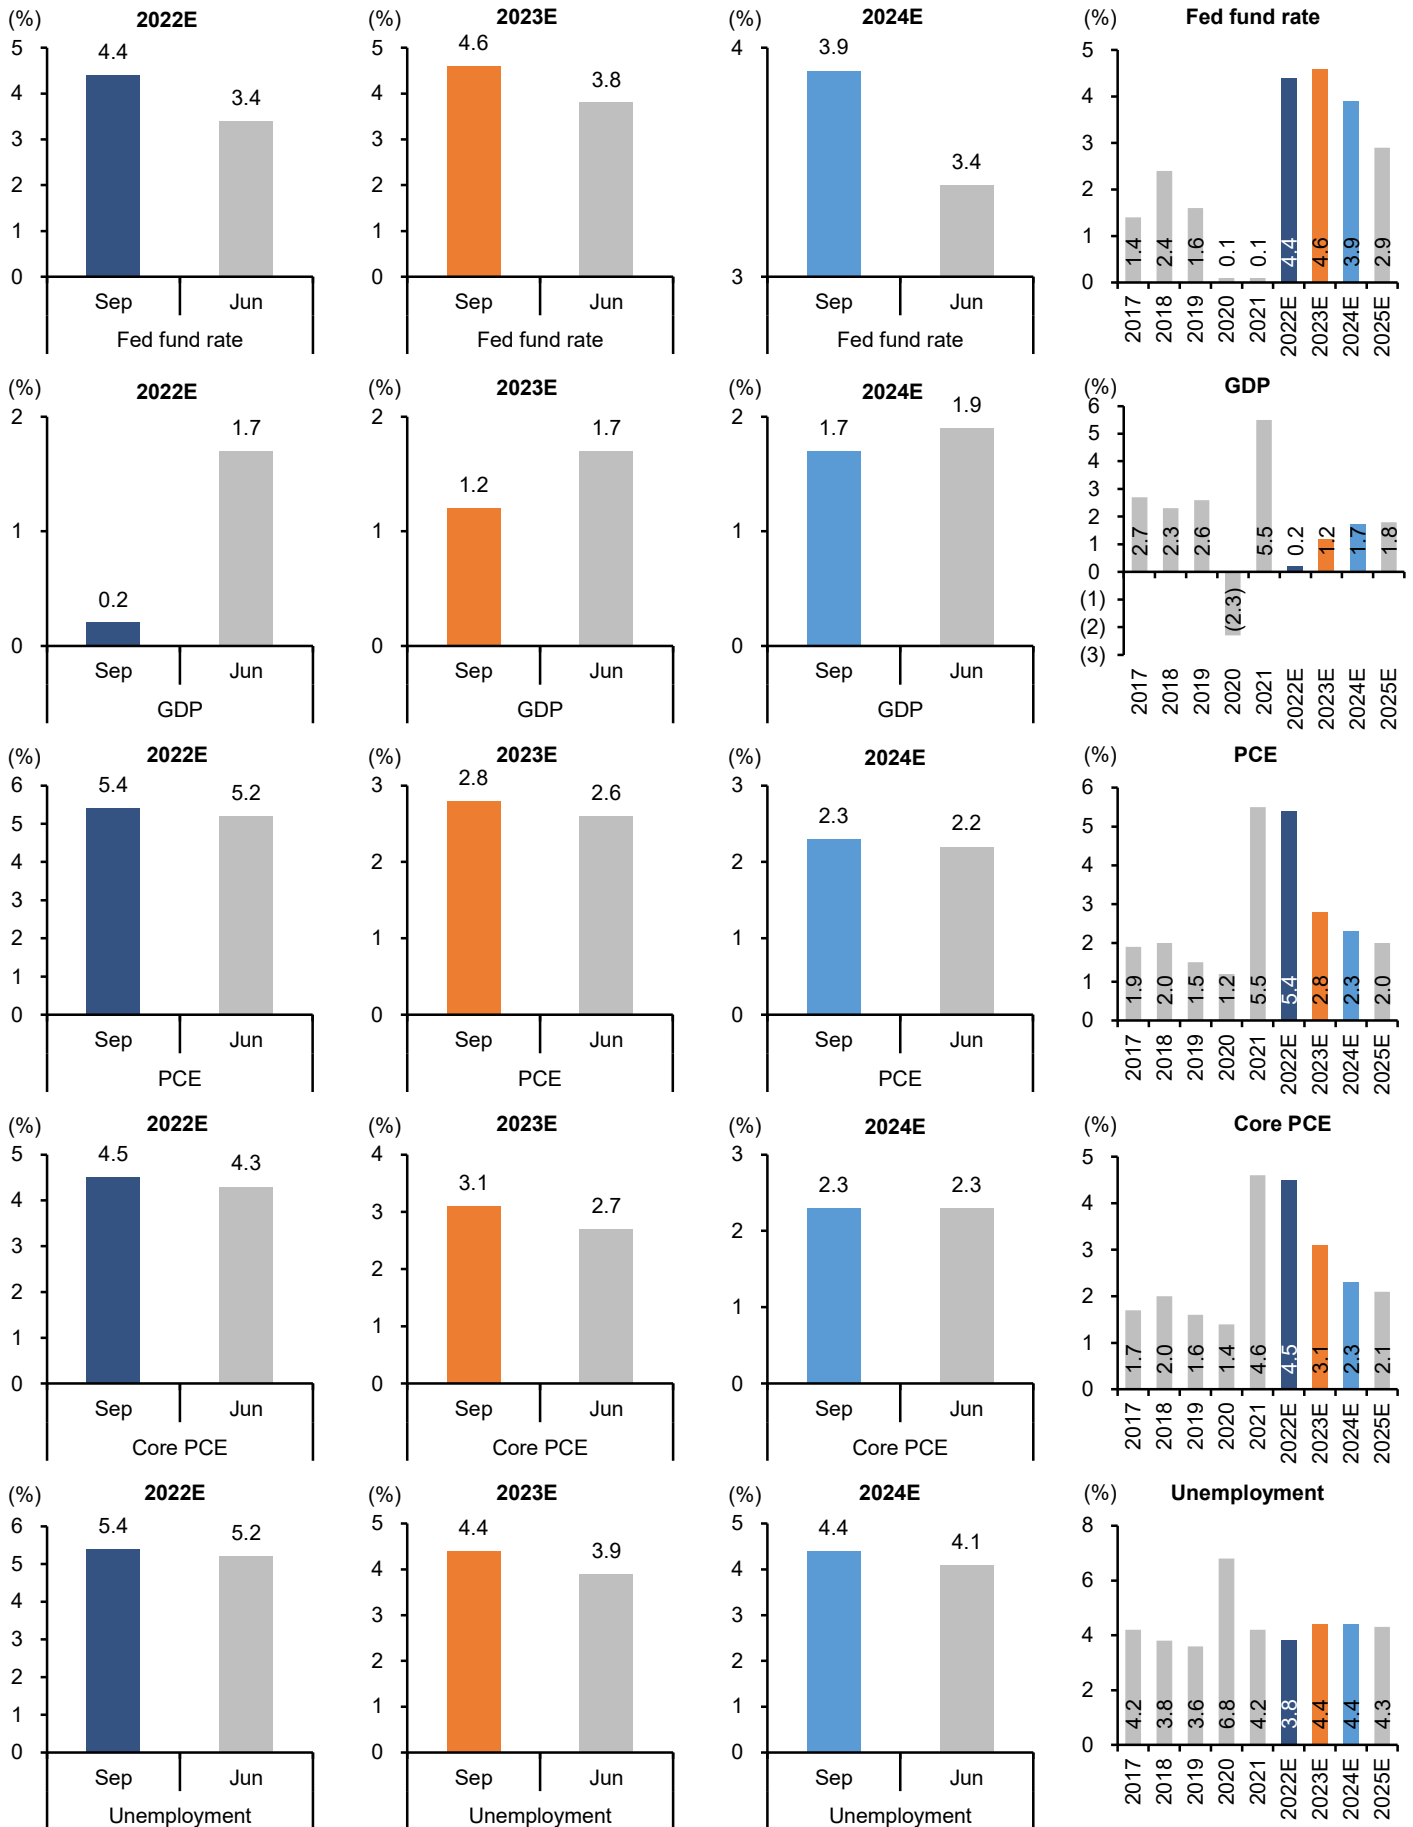 (%) 2022E
5
4
3
2
1
0
4.4
3.4
Sep Jun
Fed fund rate
(%) 2023E
5
4
3
2
1
0
4.6
3.8
Sep Jun
Fed fund rate
(%) 2024E
4
3
3.9
3.4
Sep Jun
Fed fund rate
(%) Fed fund rate
5
4
3
2
1
0
1.4 2.4 1.6 0.1 0.1 4.4 4.6 3.9 2.9
2017 2018 2019 2020 2021 2022E 2023E 2024E 2025E
(%) 2022E
2
1
0
0.2
1.7
Sep Jun
GDP
(%) 2023E
2
1
0
1.2
1.7
Sep Jun
GDP
(%) 2024E
2
1
0
1.7
1.9
Sep Jun
GDP
(%) GDP
6
5
4
3
2
1
0
(1)
(2)
(3)
2.7 2.3 2.6 (2.3) 5.5 0.2 1.2 1.7 1.8
2017 2018 2019 2020 2021 2022E 2023E 2024E 2025E
(%) 2022E
6
5
4
3
2
1
0
5.4
5.2
Sep Jun
PCE
(%) 2023E
3
2
1
0
2.8
2.6
Sep Jun
PCE
(%) 2024E
3
2
1
0
2.3
2.2
Sep Jun
PCE
(%) PCE
6
5
4
3
2
1
0
1.9 2.0 1.5 1.2 5.5 5.4 2.8 2.3 2.0
2017 2018 2019 2020 2021 2022E 2023E 2024E 2025E
(%) 2022E
5
4
3
2
1
0
4.5
4.3
Sep Jun
Core PCE
(%) 2023E
4
3
2
1
0
3.1
2.7
Sep Jun
Core PCE
(%) 2024E
3
2
1
0
2.3
2.3
Sep Jun
Core PCE
(%) Core PCE
5
4
3
2
1
0
1.7 2.0 1.6 1.4 4.6 4.5 3.1 2.3 2.1
2017 2018 2019 2020 2021 2022E 2023E 2024E 2025E
(%) 2022E
6
5
4
3
2
1
0
5.4
5.2
Sep Jun
Unemployment
(%) 2023E
5
4
3
2
1
0
4.4
3.9
Sep Jun
Unemployment
(%) 2024E
5
4
3
2
1
0
4.4
4.1
Sep Jun
Unemployment
(%) Unemployment
8
6
4
2
0
4.2 3.8 3.6 6.8 4.2 3.8 4.4 4.4 4.3
2017 2018 2019 2020 2021 2022E 2023E 2024E 2025E